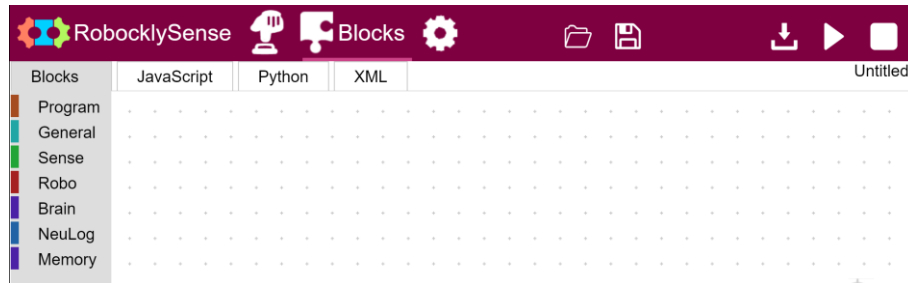 RobocklySense Blocks
Blocks JavaScript Python XML Untitled
Program
General
Sense
Robo
Brain
NeuLog
Memory